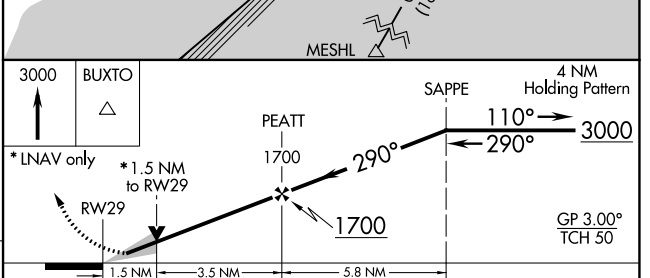 MESHL
3000
BUXTO
4 NM
Holding Pattern
SAPPE
PEATT
110°
3000
290°
1700
290°
* LNAV only
* 1.5 NM
to RW29
RW29
1700
GP 3.00°
TCH 50
1.5 NM
3.5 NM
5.8 NM